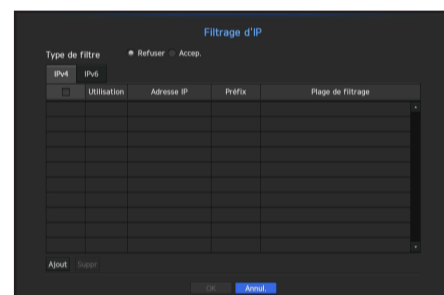 Filtrage d'IP
Type de filtre Refuser Accep.
IPv4 IPv6
Utilisation Adresse IP Préfix Plage de filtrage
Ajout Suppr
OK Annul.